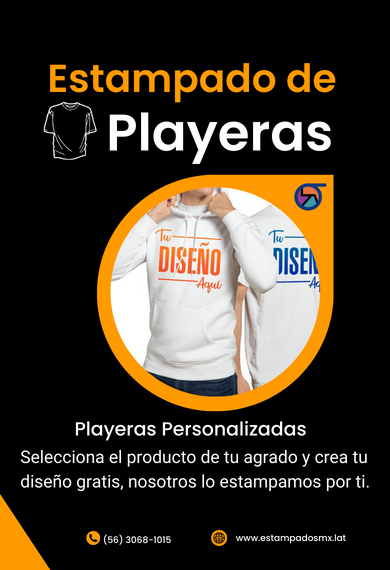 Estampado de
Playeras
Tu
DISEÑO
Aquí
Tu
DISEÑ
Aq
Playeras Personalizadas
Selecciona el producto de tu agrado y crea tu
diseño gratis, nosotros lo estampamos por ti.
(56) 3068-1015
www.estampadosmx.lat